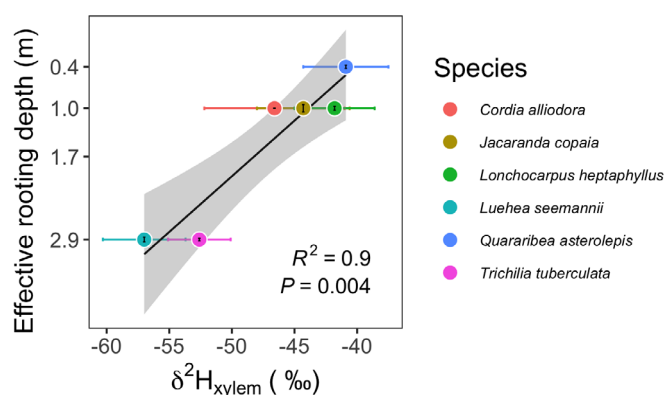 Effective rooting depth (m)
0.4
1.0
1.7
2.9
R² = 0.9
P = 0.004
-60
-55
-50
-45
-40
δ²H_xylem ( ‰)
Species
Cordia alliodora
Jacaranda copaia
Lonchocarpus heptaphyllus
Luehea seemannii
Quararibea asterolepis
Trichilia tuberculata